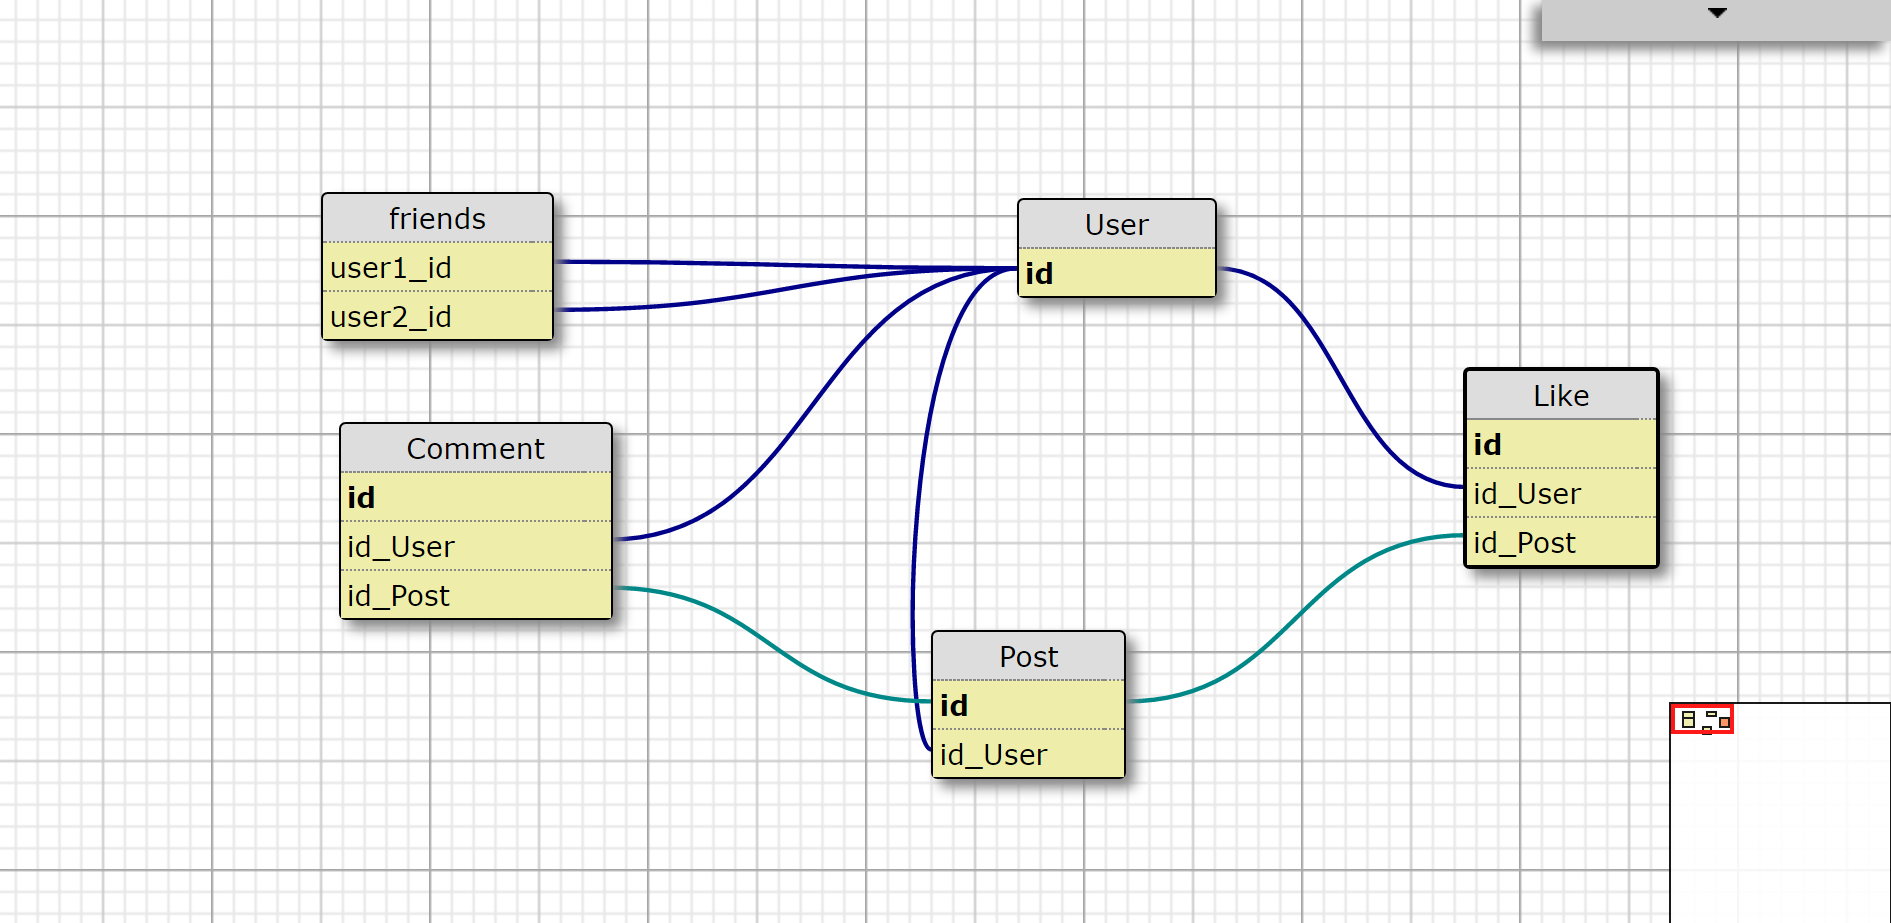 friends
user1_id
user2_id
User
id
Comment
id
id_User
id_Post
Like
id
id_User
id_Post
Post
id
id_User